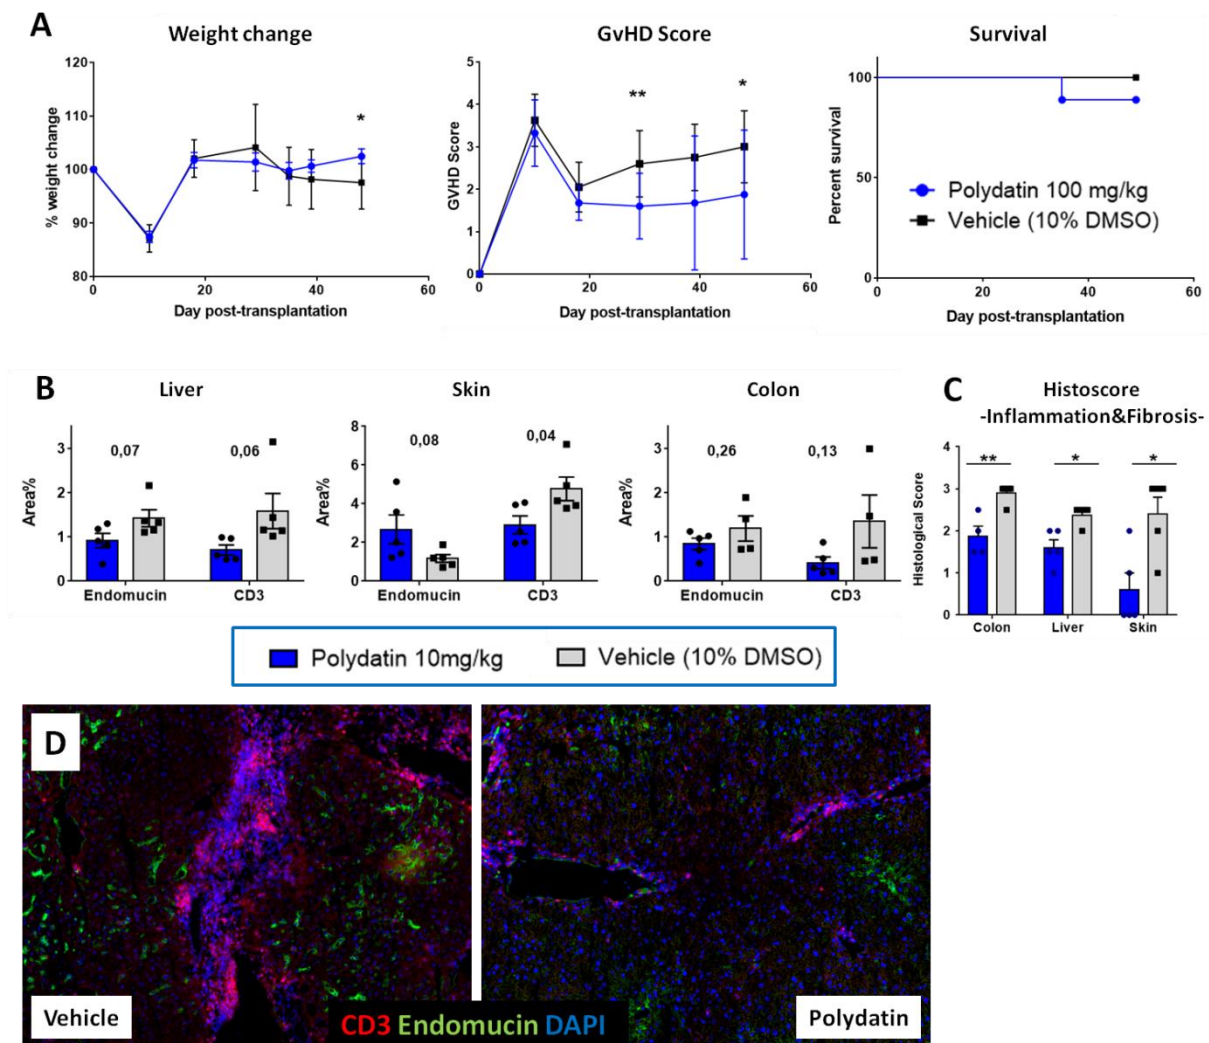 A
Weight change
GvHD Score
Survival
% weight change
120
110
100
90
80
0
20
40
60
Day post-transplantation
*
GVHD Score
5
4
3
2
1
0
0
20
40
60
Day post-transplantation
**
*
Percent survival
100
50
0
0
20
40
60
Day post-transplantation
Polydatin 100 mg/kg
Vehicle (10% DMSO)
B
Liver
Skin
Colon
Area%
3
2
1
0
0,07
0,06
Endomucin
CD3
Area%
8
6
4
2
0
0,08
0,04
Endomucin
CD3
Area%
3
2
1
0
0,26
0,13
Endomucin
CD3
C
Histoscore
-Inflammation&Fibrosis-
Histological Score
4
3
2
1
0
**
*
*
Colon
Liver
Skin
Polydatin 10mg/kg
Vehicle (10% DMSO)
D
Vehicle
CD3 Endomucin DAPI
Polydatin